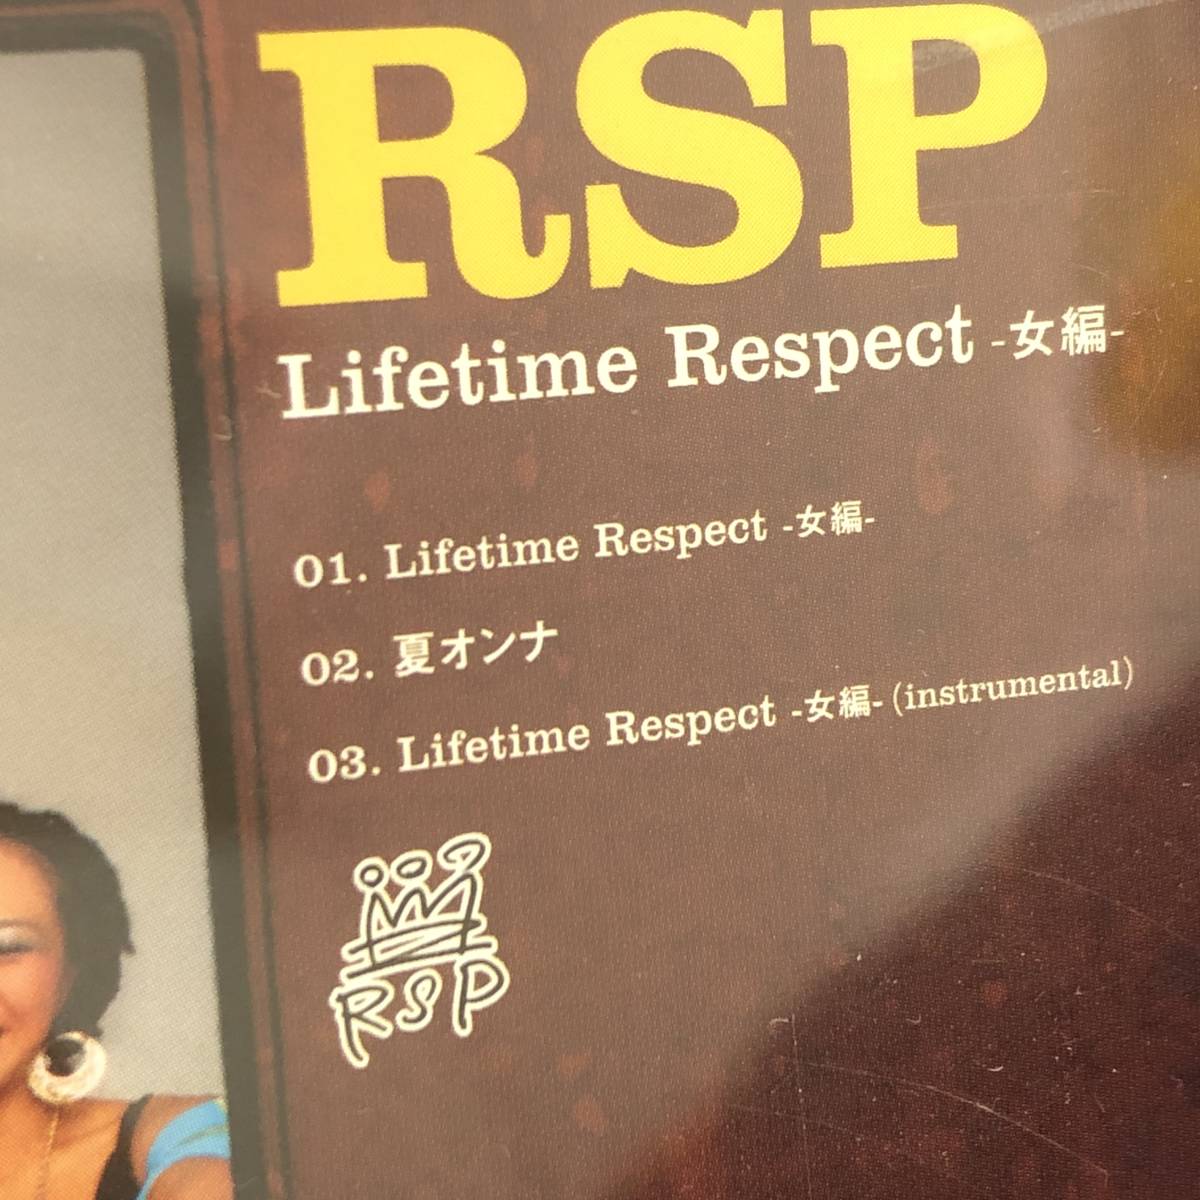 RSP
Lifetime Respect -女編-
01. Lifetime Respect -女編-
02. 夏オンナ
03. Lifetime Respect -女編- (instrumental)
RSP